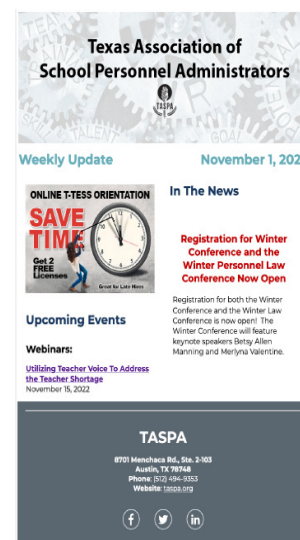 Texas Association of
School Personnel Administrators
TASPA
Weekly Update
November 1, 202
ONLINE T-TESS ORIENTATION
SAVE
TIME
Get 2
FREE
Licenses
Great for Late Hires
Upcoming Events
Webinars:
Utilizing Teacher Voice To Address
the Teacher Shortage
November 15, 2022
In The News
Registration for Winter
Conference and the
Winter Personnel Law
Conference Now Open
Registration for both the Winter
Conference and the Winter Law
Conference is now open! The
Winter Conference will feature
keynote speakers Betsy Allen
Manning and Merlyna Valentine.
TASPA
8701 Menchaca Rd., Ste. 2-103
Austin, TX 78748
Phone: (512) 494-9353
Website: taspa.org